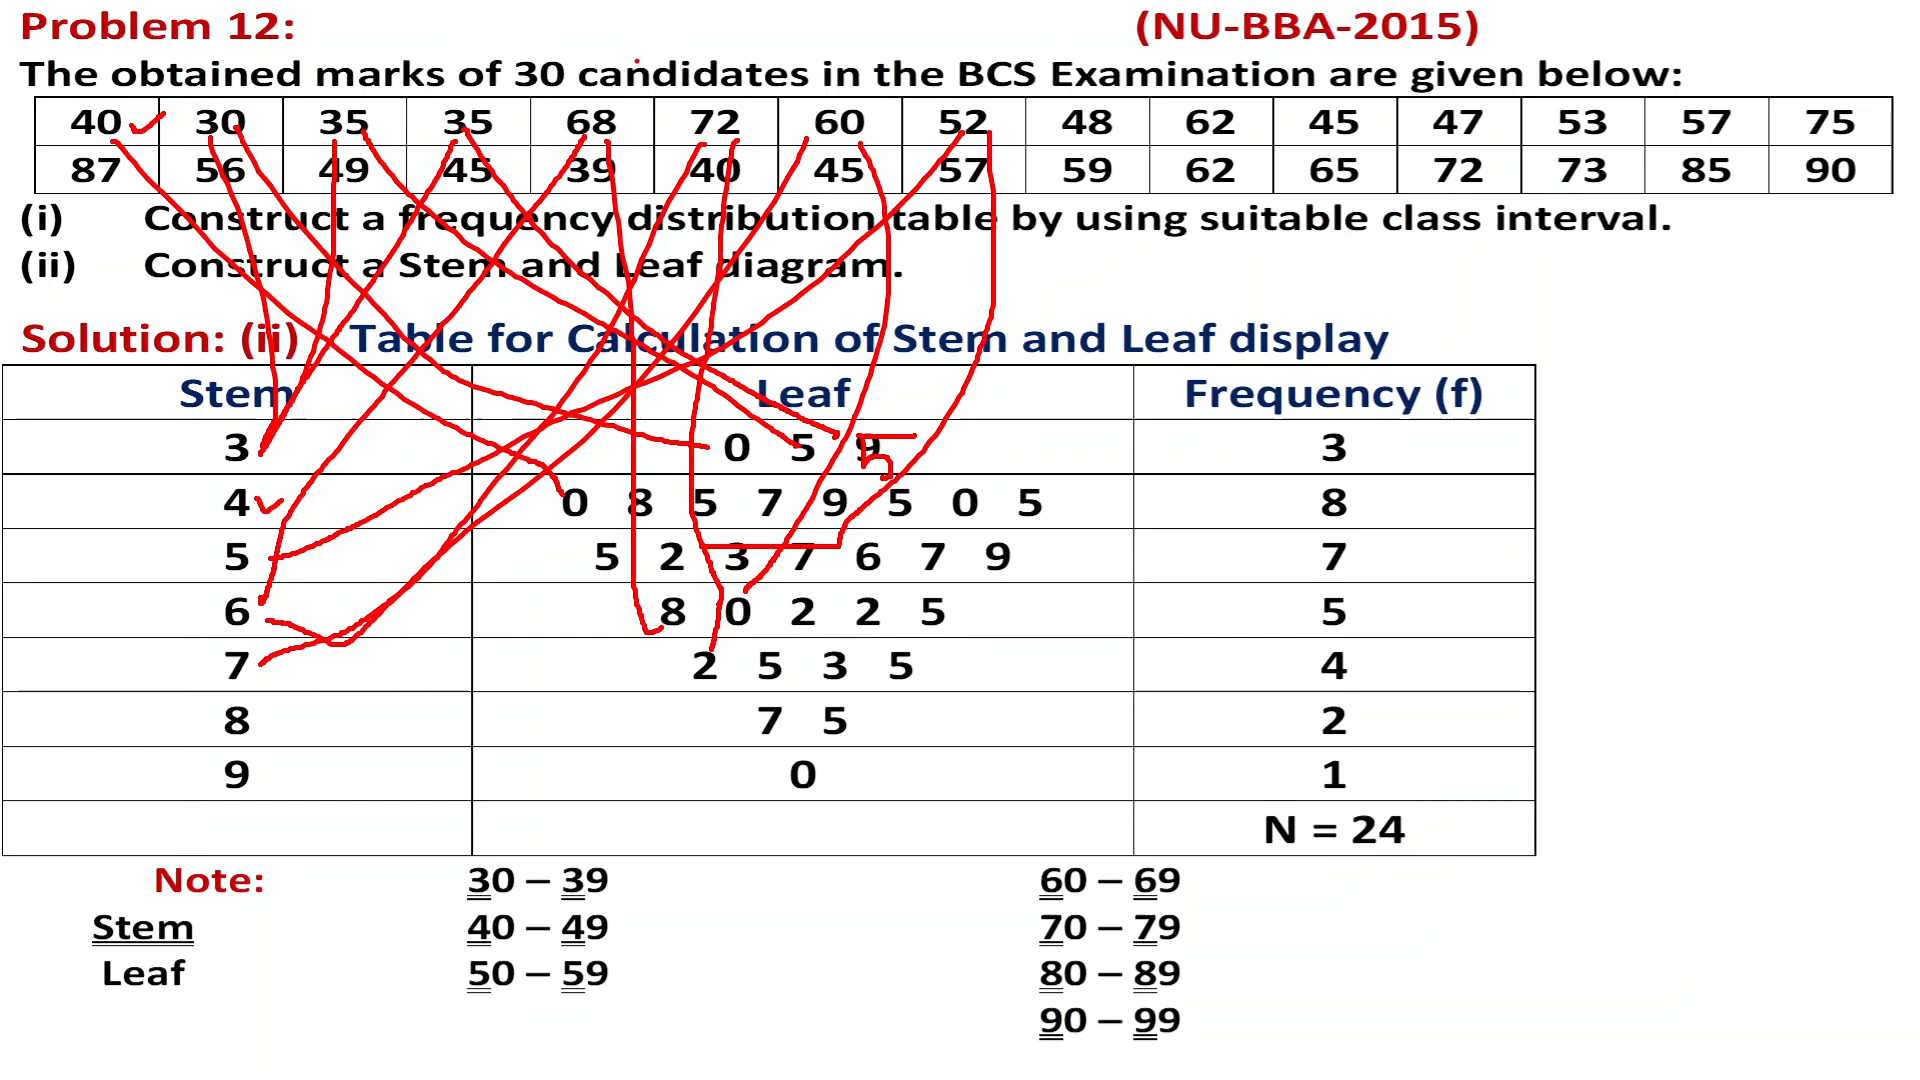 Problem 12: (NU-BBA-2015)
The obtained marks of 30 candidates in the BCS Examination are given below:
40 30 35 35 68 72 60 52 48 62 45 47 53 57 75
87 56 49 45 39 40 45 57 59 62 65 72 73 85 90
(i) Construct a frequency distribution table by using suitable class interval.
(ii) Construct a Stem and Leaf diagram.
Solution: (ii) Table for Calculation of Stem and Leaf display
Stem Leaf Frequency (f)
3 0 5 9 3
5
4 0 8 5 7 9 5 0 5 8
5 5 2 3 7 6 7 9 7
6 8 0 2 2 5 5
7 2 5 3 5 4
8 7 5 2
9 0 1
N = 24
Note: 30 – 39 60 – 69
Stem 40 – 49 70 – 79
Leaf 50 – 59 80 – 89
90 – 99